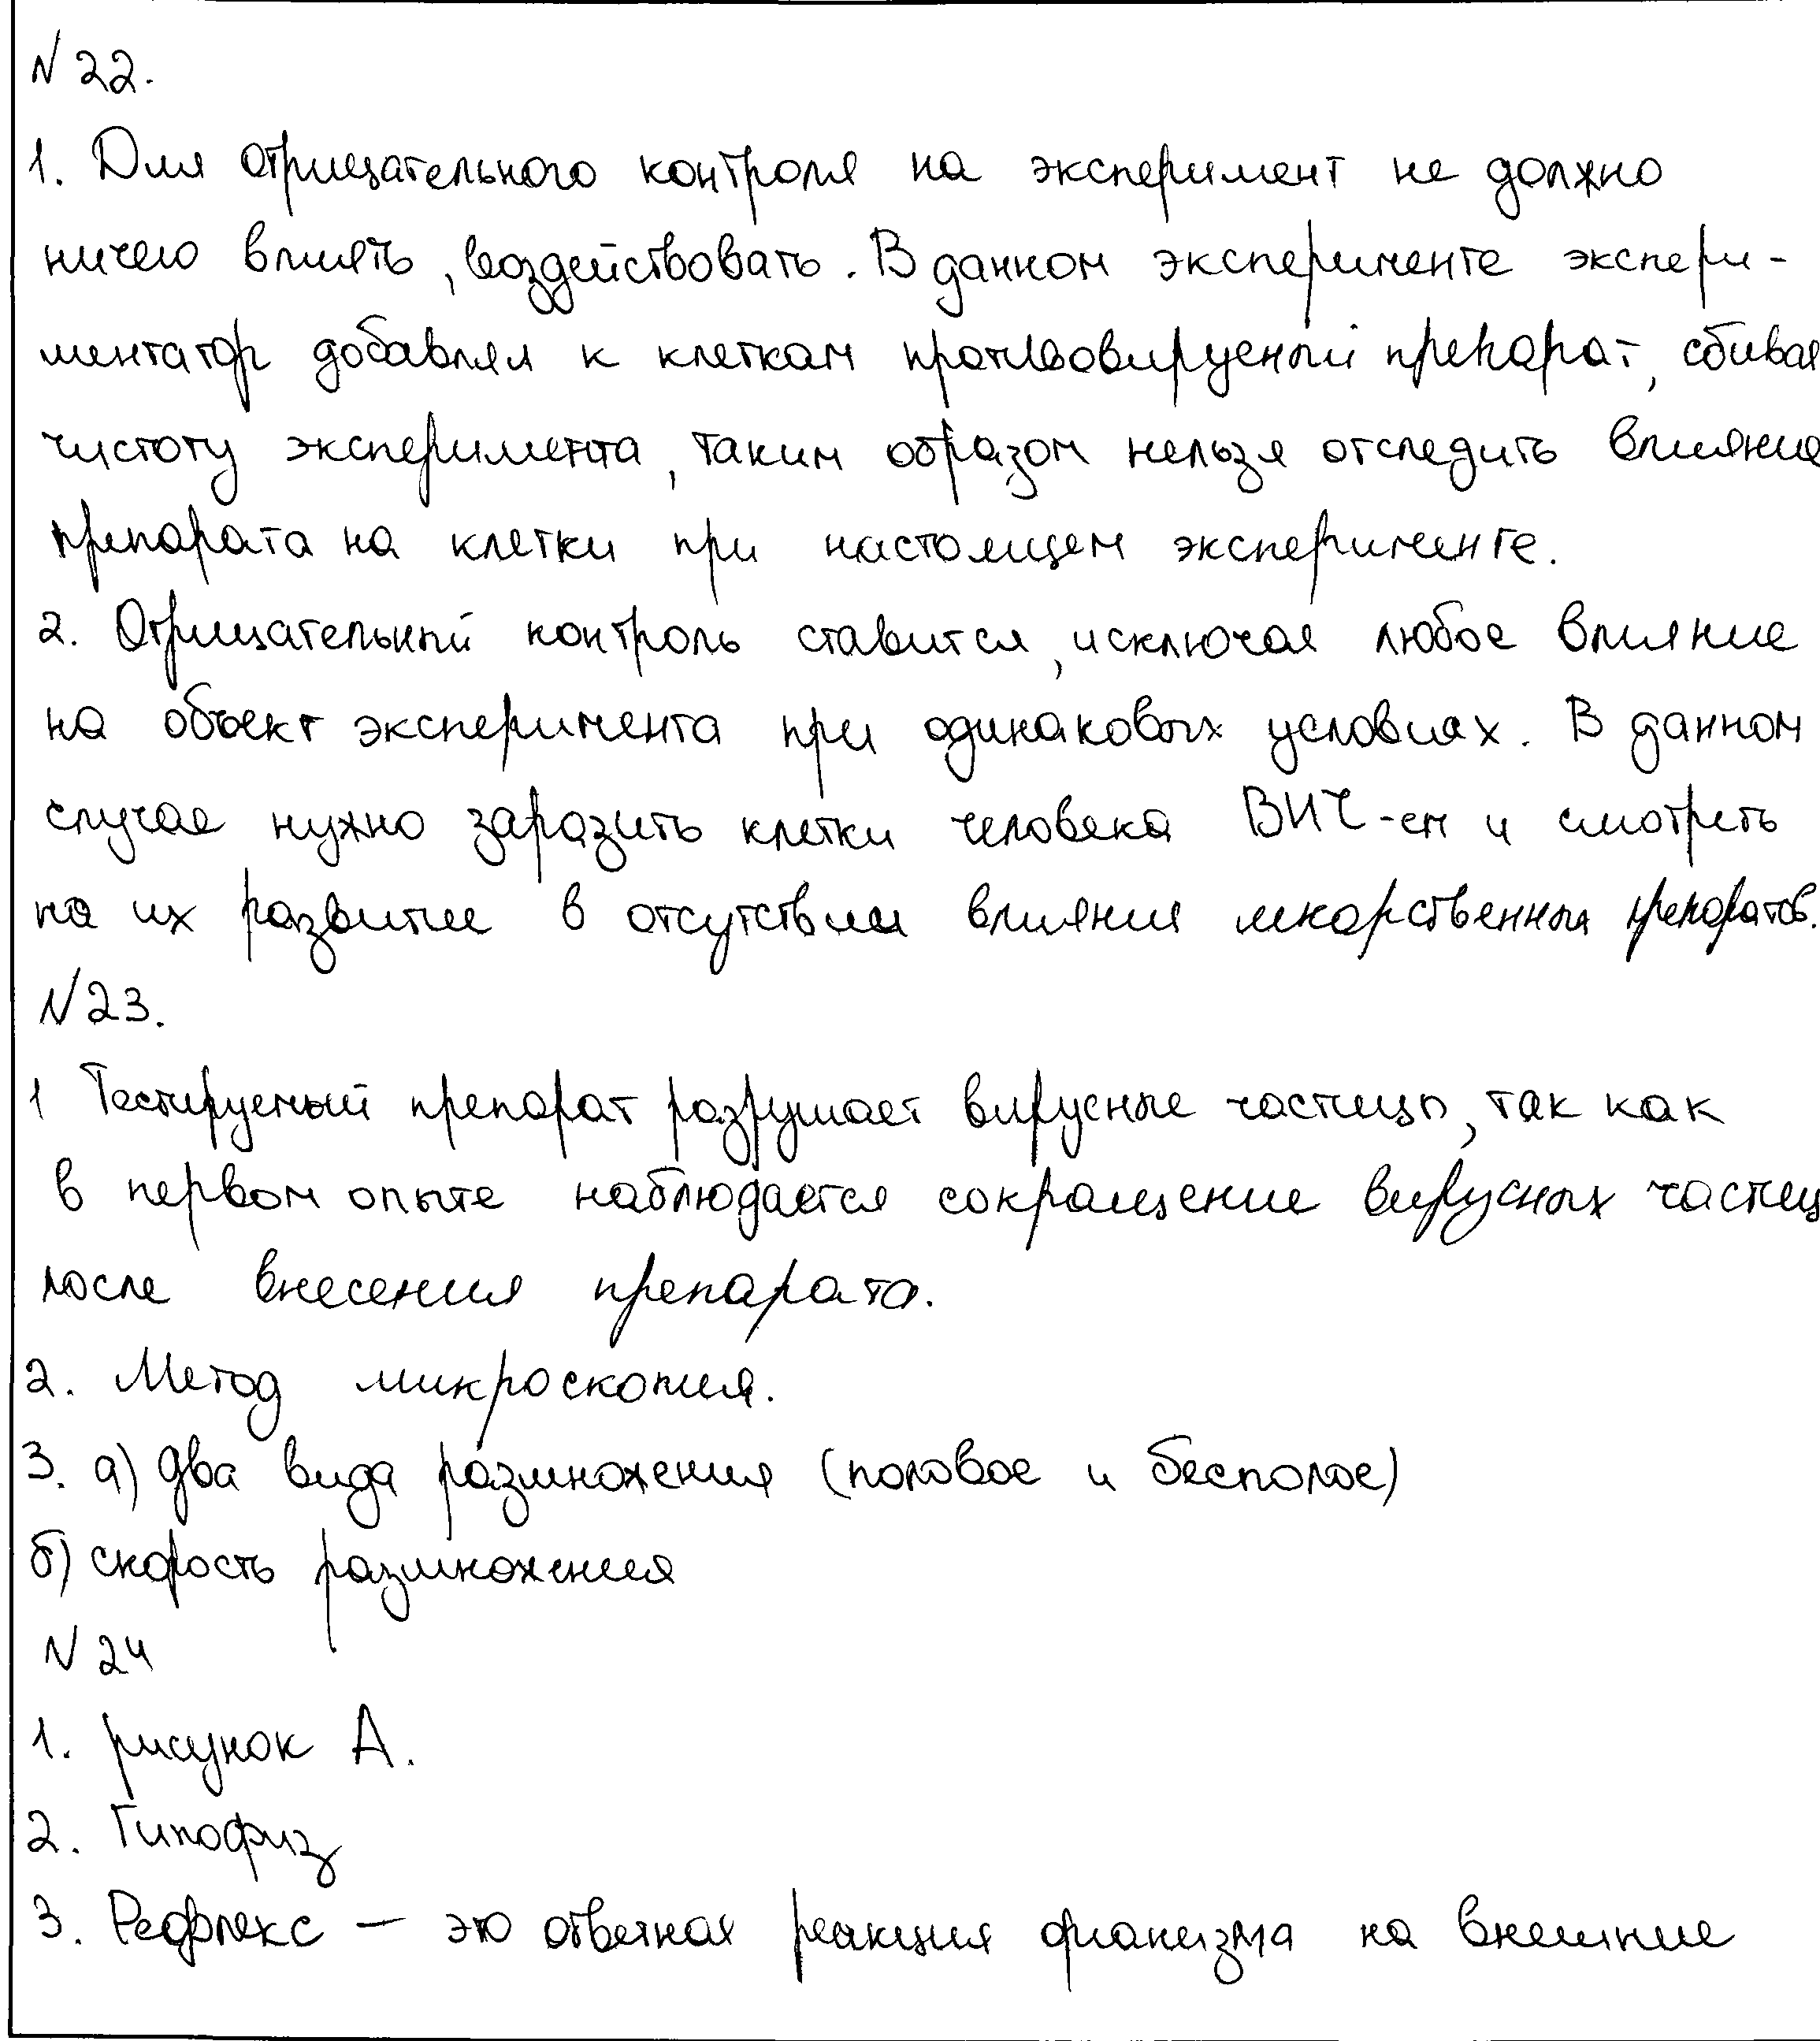 N 22.
1. Для отрицательного контроля на эксперимент не должно
ничего влиять, воздействовать. В данном эксперименте экспери-
ментатор добавлял к клеткам противовирусный препарат, сбивая
чистоту эксперимента, таким образом нельзя отследить влияние
препарата на клетки при настоящем эксперименте.
2. Отрицательный контроль ставится, исключая любое влияние
на объект эксперимента при одинаковых условиях. В данном
случае нужно заразить клетки человека ВИЧ-ем и смотреть
на их развитие в отсутствии влияния лекарственных препаратов.
N 23.
1 Тестируемый препарат разрушает вирусные частицы, так как
в первом опыте наблюдается сокращение вирусных частиц
после внесения препарата.
2. Метод микроскопия.
3. а) два вида размножения (половое и бесполое)
б) скорость размножения
N 24
1. рисунок А.
2. Гипофиз
3. Рефлекс – это ответная реакция организма на внешние